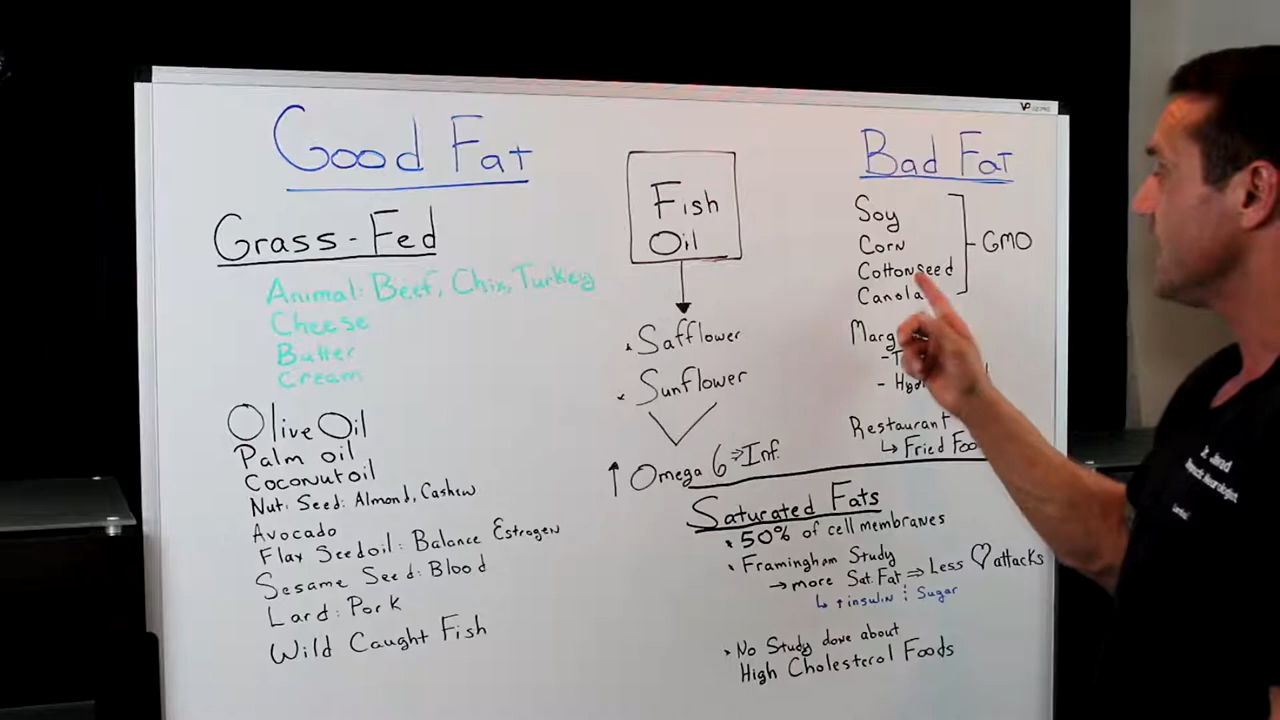 Good Fat
Grass-Fed
Animal: Beef, Chix, Turkey
Cheese
Butter
Cream
Olive Oil
Palm oil
Coconut oil
Nut. Seed: Almond, Cashew
Avocado
Flax Seedoil: Balance Estrogen
Sesame Seed: Blood
Lard: Pork
Wild Caught Fish
Fish
Oil
Safflower
Sunflower
↑ Omega 6 ⇒ Inf.
Bad Fat
Soy
Corn
Cottonseed
Canola
GMO
Restaurant
↳ Fried
Saturated Fats
50% of cell membranes
Framingham Study
→ more Sat. Fat ⇒ Less ♡ attacks
↳ ↑ insulin : Sugar
No Study done about
High Cholesterol Foods